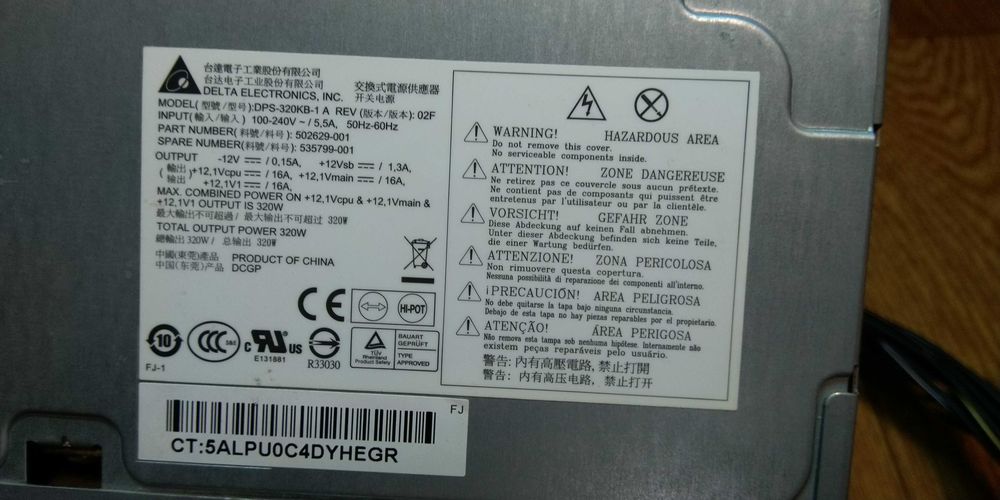 台達電子工業股份有限公司
台达电子工业股份有限公司
DELTA ELECTRONICS, INC.
交換式電源供應器
开关电源
MODEL(型號/型号):DPS-320KB-1 A REV(版本/版本): 02F
INPUT(輸入/输入) 100-240V~/5,5A, 50Hz-60Hz
PART NUMBER(料號/料号): 502629-001
SPARE NUMBER(料號/料号): 535799-001
OUTPUT -12V / 0.15A, +12Vsb / 1,3A,
(輸出/输出) +12,1Vcpu / 16A, +12,1Vmain / 16A,
+12,1V1 / 16A,
MAX. COMBINED POWER ON +12,1Vcpu & +12,1Vmain &
+12,1V1 OUTPUT IS 320W
最大輸出不可超過/最大输出不可超过 320W
TOTAL OUTPUT POWER 320W
總輸出 320W/ 总输出 320W
中國(東莞)產品 PRODUCT OF CHINA
中国(东莞)产品 DCGP
CE
HI-POT
10
CCC
S&E
c UL US
E131881
R33030
TÜV
Rheinland
Product Safety
BAUART
GEPRÜFT
TYPE
APPROVED
FJ-1
WARNING! HAZARDOUS AREA
Do not remove this cover.
No serviceable components inside.
ATTENTION! ZONE DANGEREUSE
Ne retirez pas ce couvercle sous aucun prétexte.
Ne contient pas de composants qui puissent être
entretenus par l'utilisateur ou par la clientèle.
VORSICHT! GEFAHR ZONE
Diese Abdeckung auf keinen Fall abnehmen.
Unter dieser Abdeckung befinden sich keine Teile,
die einer Wartung bedürfen.
ATTENZIONE! ZONA PERICOLOSA
Non rimuovere questa copertura.
Nessuna possibilità di reparazione dei componenti all'interno.
¡PRECAUCIÓN! AREA PELIGROSA
No debe quitarse la tapa bajo ninguna circunstancia.
Debajo de esta tapa no hay piezas reparables por el propietario.
ATENÇÃO! ÁREA PERIGOSA
Não remova esta tampa sob nenhuma hipótese. Internamente não
existem peças reparáveis pelo usuário.
警告: 內有高壓電路, 禁止打開
警告: 内有高压电路, 禁止打开
FJ
CT:5ALPU0C4DYHEGR